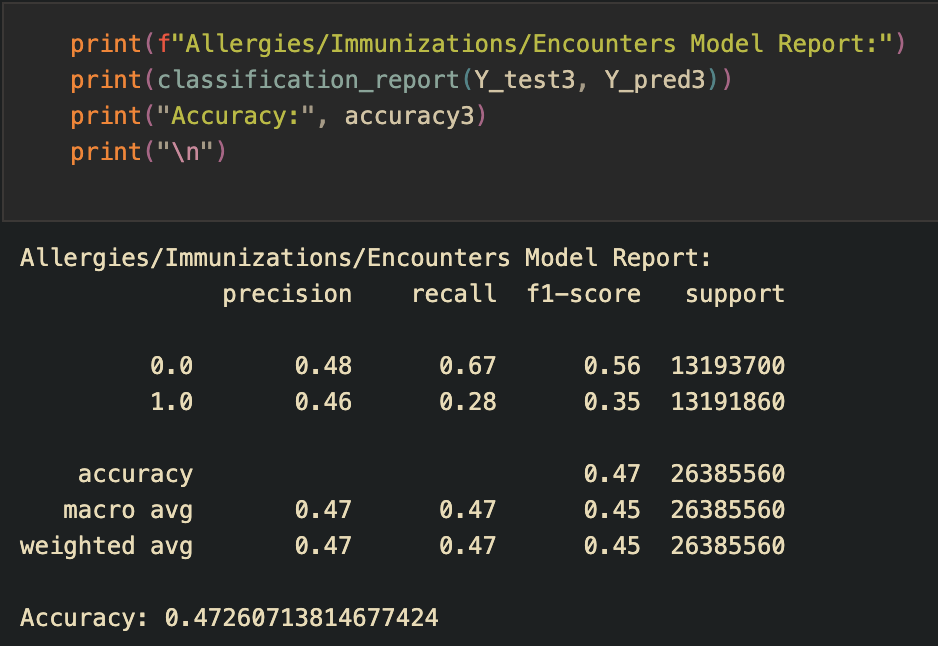 print(f"Allergies/Immunizations/Encounters Model Report:")
print(classification_report(Y_test3, Y_pred3))
print("Accuracy:", accuracy3)
print("\n")
Allergies/Immunizations/Encounters Model Report:
precision recall f1-score support
0.0 0.48 0.67 0.56 13193700
1.0 0.46 0.28 0.35 13191860
accuracy 0.47 26385560
macro avg 0.47 0.47 0.45 26385560
weighted avg 0.47 0.47 0.45 26385560
Accuracy: 0.47260713814677424